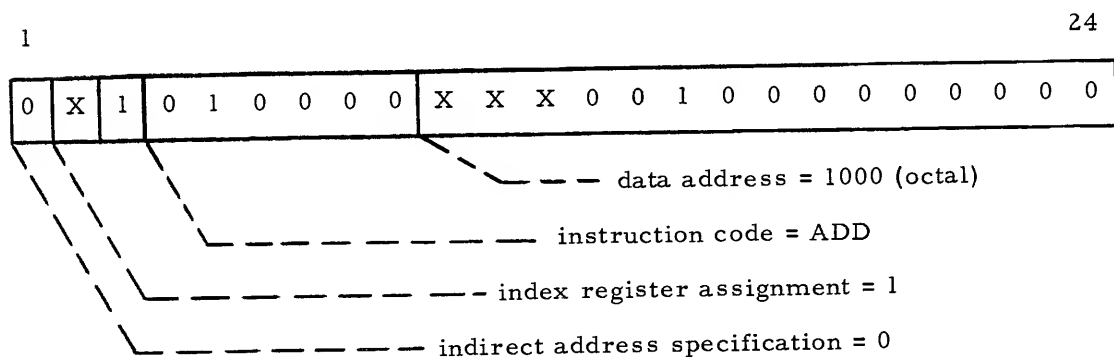 1 24
0 X 1 0 1 0 0 0 0 X X X 0 0 1 0 0 0 0 0 0 0 0 0
data address = 1000 (octal)
instruction code = ADD
index register assignment = 1
indirect address specification = 0